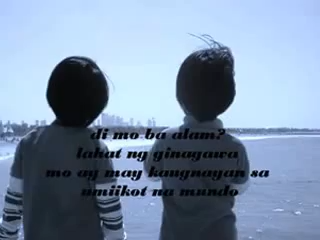 di mo ba alam?
lahat ng ginagawa
mo ay may kaugnayan sa
umiikot na mundo